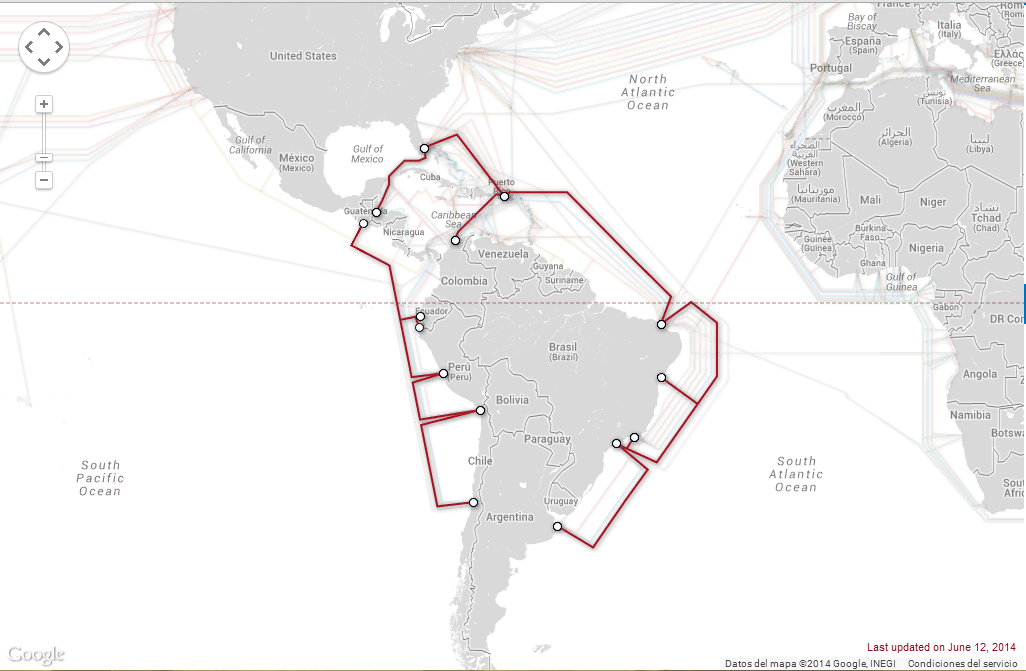 United States
North
Atlantic
Ocean
Bay of
Biscay
France
Italia
(Italy)
España
(Spain)
Portugal
Ελλάς
(Greece)
Mediterranean
Sea
المغرب
(Morocco)
تونس
(Tunisia)
الجزائر
(Algeria)
ليبيا
(Libya)
الصحراء
الغربية
(Western
Sahara)
موريتانيا
(Mauritania)
Mali
Niger
تشاد
Tchad
(Chad)
Gulf of
California
México
(Mexico)
Gulf of
Mexico
Cuba
Puerto
Rico
Guatemala
Caribbean
Sea
Nicaragua
Guinée
(Guinea)
Burkina
Faso
Nigeria
Ghana
Gulf of
Guinea
Gabon
DR Con
Venezuela
Guyana
Suriname
Colombia
Ecuador
Perú
(Peru)
Brasil
(Brazil)
Bolivia
Paraguay
Chile
Uruguay
Argentina
Angola
Namibia
Botswa
Sou
Afric
South
Pacific
Ocean
South
Atlantic
Ocean
Google
Last updated on June 12, 2014
Datos del mapa ©2014 Google, INEGI Condiciones del servicio